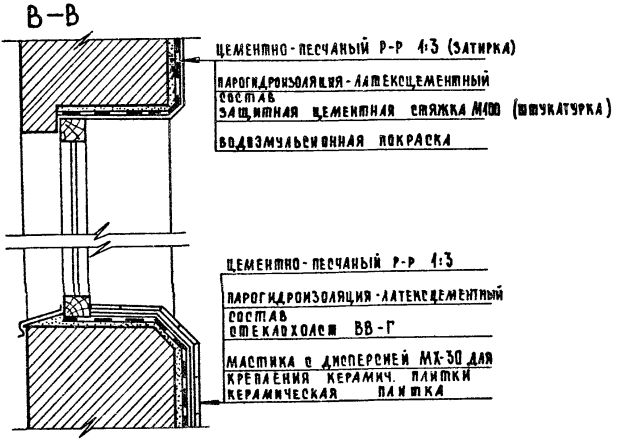 В-В
ЦЕМЕНТНО-ПЕСЧАНЫЙ Р-Р 1:3 (ЗАТИРКА)
ПАРОГИДРОИЗОЛЯЦИЯ-ЛАТЕКСЦЕМЕНТНЫЙ
СОСТАВ
ЗАЩИТНАЯ ЦЕМЕНТНАЯ СТЯЖКА М100 (ШТУКАТУРКА)
ВОДОЭМУЛЬСИОННАЯ ПОКРАСКА
ЦЕМЕНТНО-ПЕСЧАНЫЙ Р-Р 1:3
ПАРОГИДРОИЗОЛЯЦИЯ-ЛАТЕКСЦЕМЕНТНЫЙ
СОСТАВ
СТЕКЛОХОЛСТ ВВ-Г
МАСТИКА С ДИСПЕРСИЕЙ МХ-30 ДЛЯ
КРЕПЛЕНИЯ КЕРАМИЧ. ПЛИТКИ
КЕРАМИЧЕСКАЯ ПЛИТКА